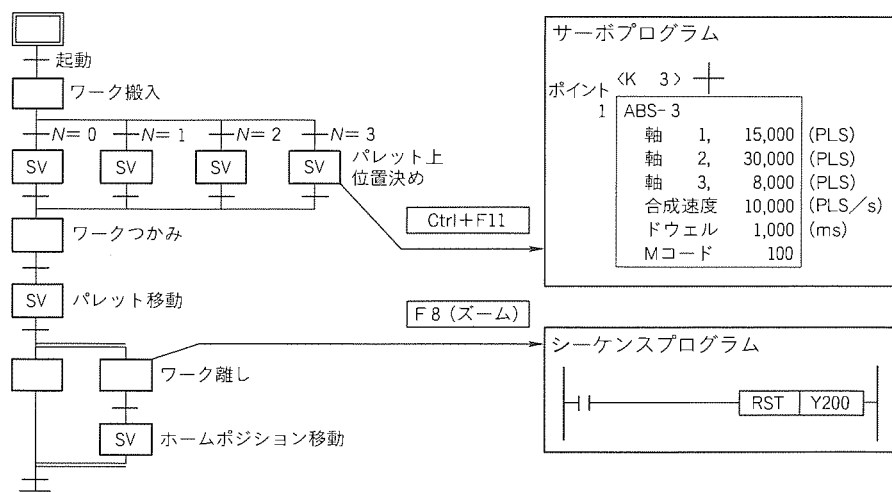 起動
ワーク搬入
N=0 N=1 N=2 N=3
SV SV SV SV
パレット上
位置決め
ワークつかみ
SV パレット移動
ワーク離し
SV ホームポジション移動
Ctrl+F11
F8(ズーム)
サーボプログラム
<K 3>
ポイント
1 ABS-3
軸 1, 15,000 (PLS)
軸 2, 30,000 (PLS)
軸 3, 8,000 (PLS)
合成速度 10,000 (PLS/s)
ドウェル 1,000 (ms)
Mコード 100
シーケンスプログラム
RST Y200